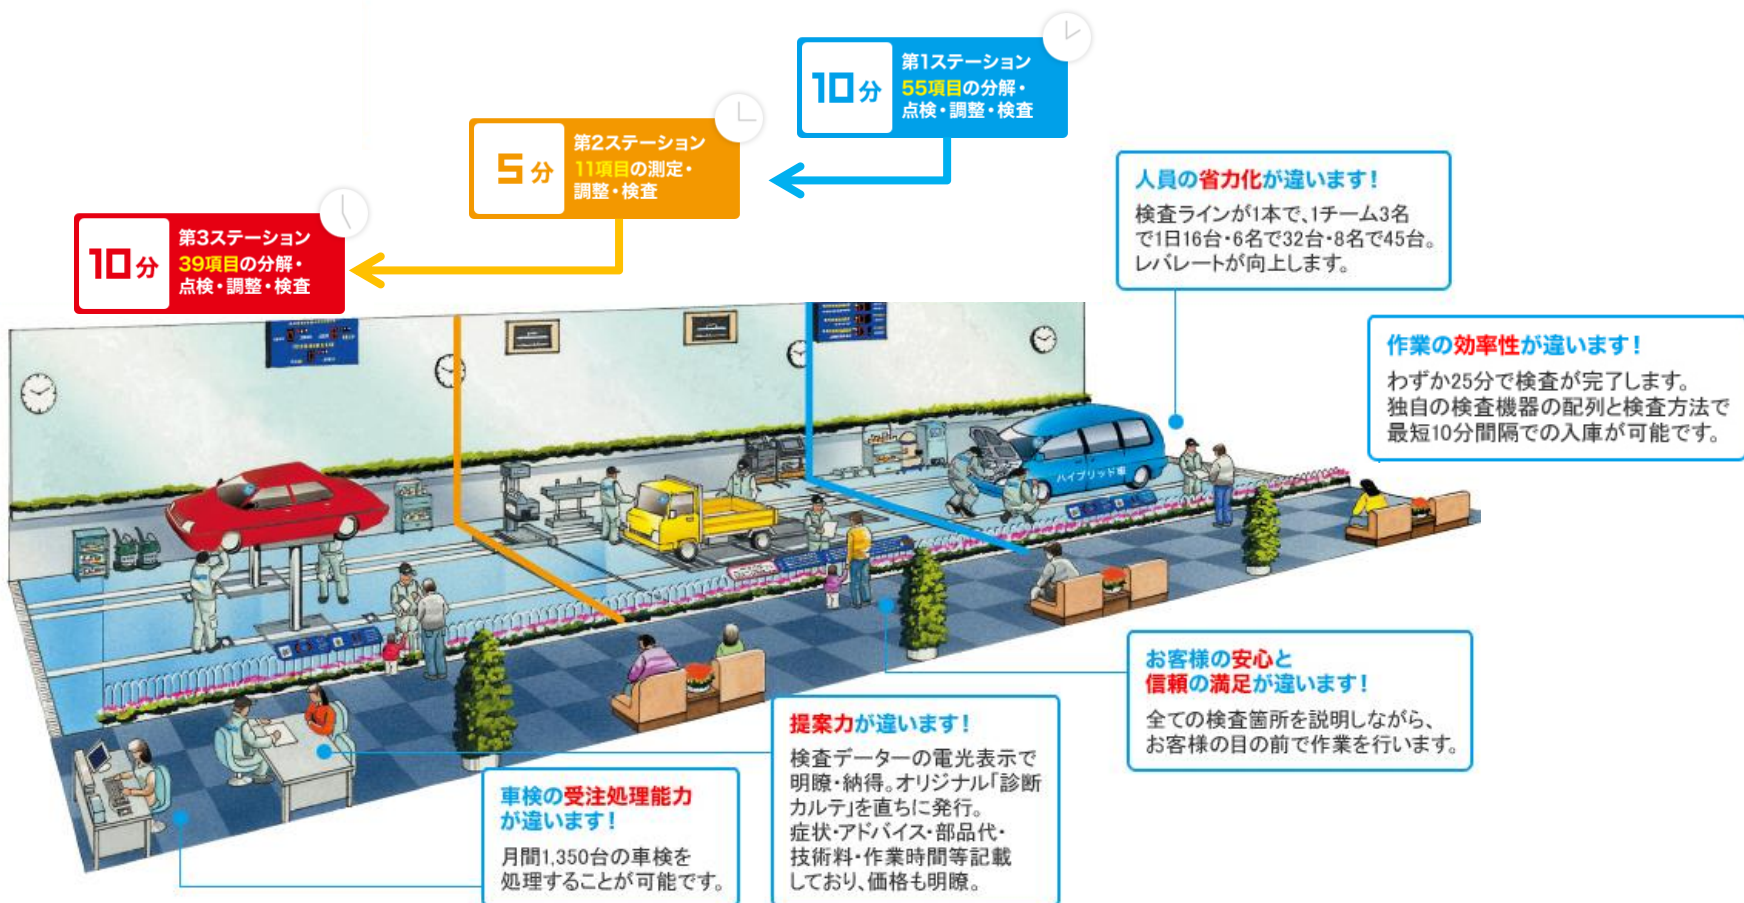 10分
第1ステーション
55項目の分解・
点検・調整・検査
5分
第2ステーション
11項目の測定・
調整・検査
10分
第3ステーション
39項目の分解・
点検・調整・検査
人員の省力化が違います!
検査ラインが1本で、1チーム3名
で1日16台・6名で32台・8名で45台。
レバレートが向上します。
作業の効率性が違います!
わずか25分で検査が完了します。
独自の検査機器の配列と検査方法で
最短10分間隔での入庫が可能です。
ハイブリッド車
お客様の安心と
信頼の満足が違います!
全ての検査箇所を説明しながら、
お客様の目の前で作業を行います。
提案力が違います!
検査データーの電光表示で
明瞭・納得。オリジナル「診断
カルテ」を直ちに発行。
症状・アドバイス・部品代・
技術料・作業時間等記載
しており、価格も明瞭。
車検の受注処理能力
が違います!
月間1,350台の車検を
処理することが可能です。